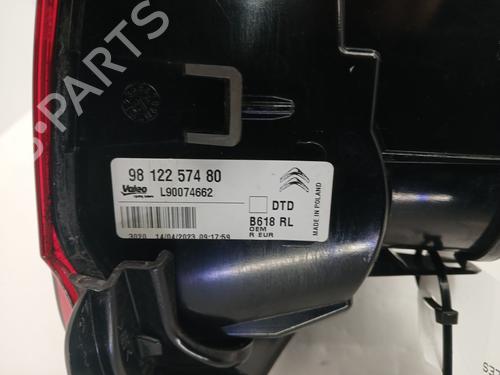 S-PARTS
98 122 574 80
Valeo
L90074662
DTD
B618 RL
OEM
R EUR
MADE IN POLAND
3020 14/04/2023 09:17:59